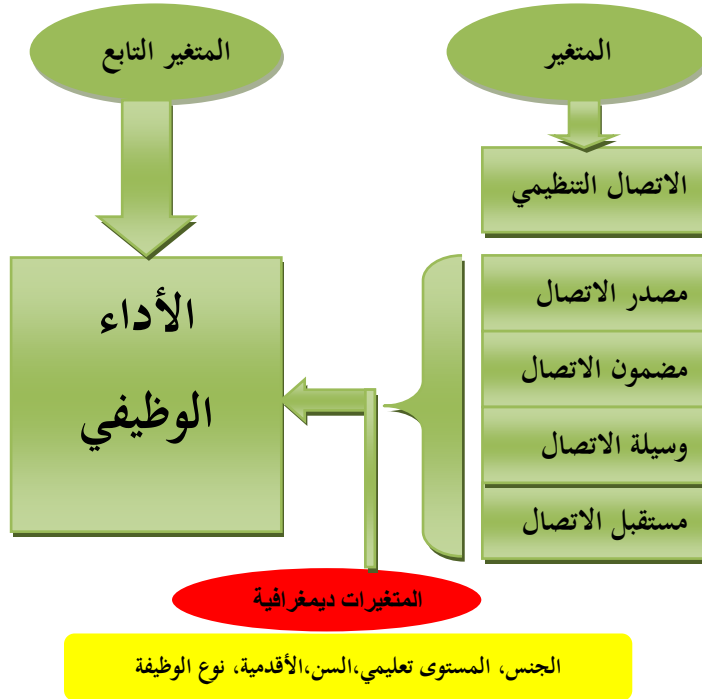 المتغير
المتغير التابع
الاتصال التنظيمي
مصدر الاتصال
مضمون الاتصال
وسيلة الاتصال
مستقبل الاتصال
الأداء
الوظيفي
المتغيرات ديمغرافية
الجنس، المستوى تعليمي،السن،الأقدمية، نوع الوظيفة